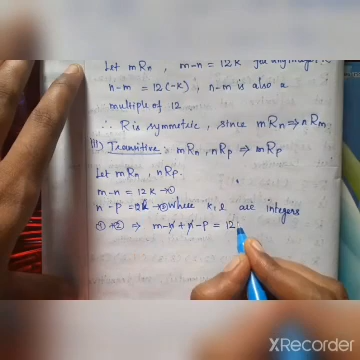 Let mRn, m-n = 12K for any integer
n-m = 12(-K), n-m is also a
multiple of 12
∴ R is symmetric, since mRn ⇒ nRm
iii) Transitive: mRn, nRp ⇒ mRp
Let mRn, nRp.
m-n = 12K → ①
n-p = 12l → ② where K, l are integers
①+② ⇒ m-n+n-p = 12
XRecorder